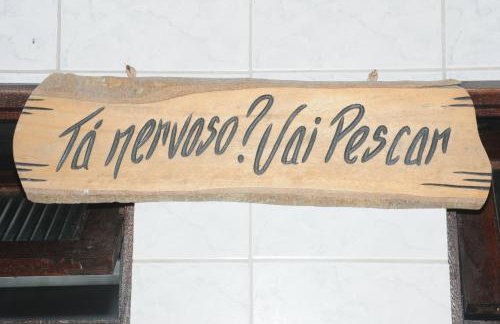 Tá nervoso? Vai Pescar